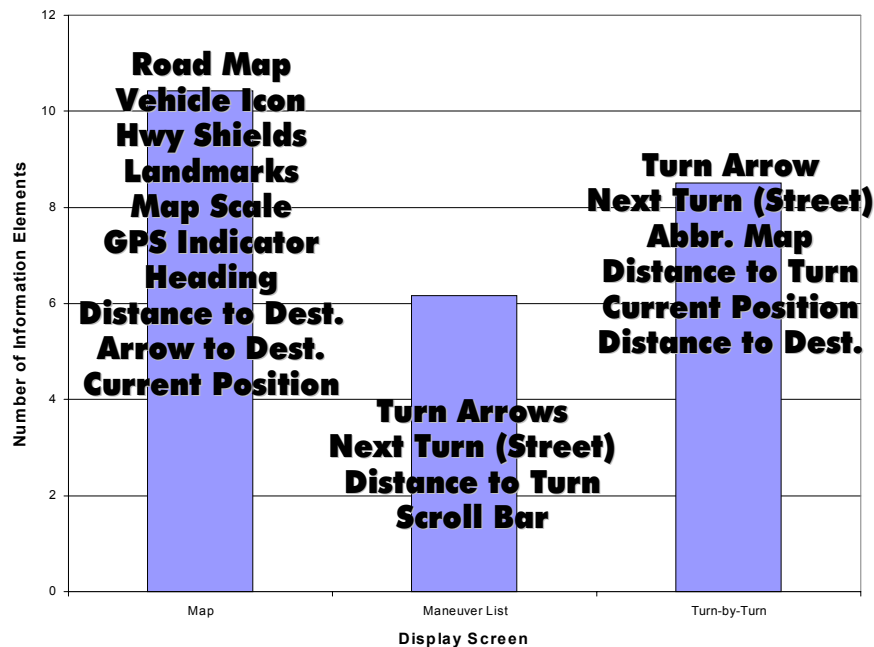 12
10
8
6
4
2
0
Number of Information Elements
Road Map
Vehicle Icon
Hwy Shields
Landmarks
Map Scale
GPS Indicator
Heading
Distance to Dest.
Arrow to Dest.
Current Position
Turn Arrows
Next Turn (Street)
Distance to Turn
Scroll Bar
Turn Arrow
Next Turn (Street)
Abbr. Map
Distance to Turn
Current Position
Distance to Dest.
Map
Maneuver List
Turn-by-Turn
Display Screen